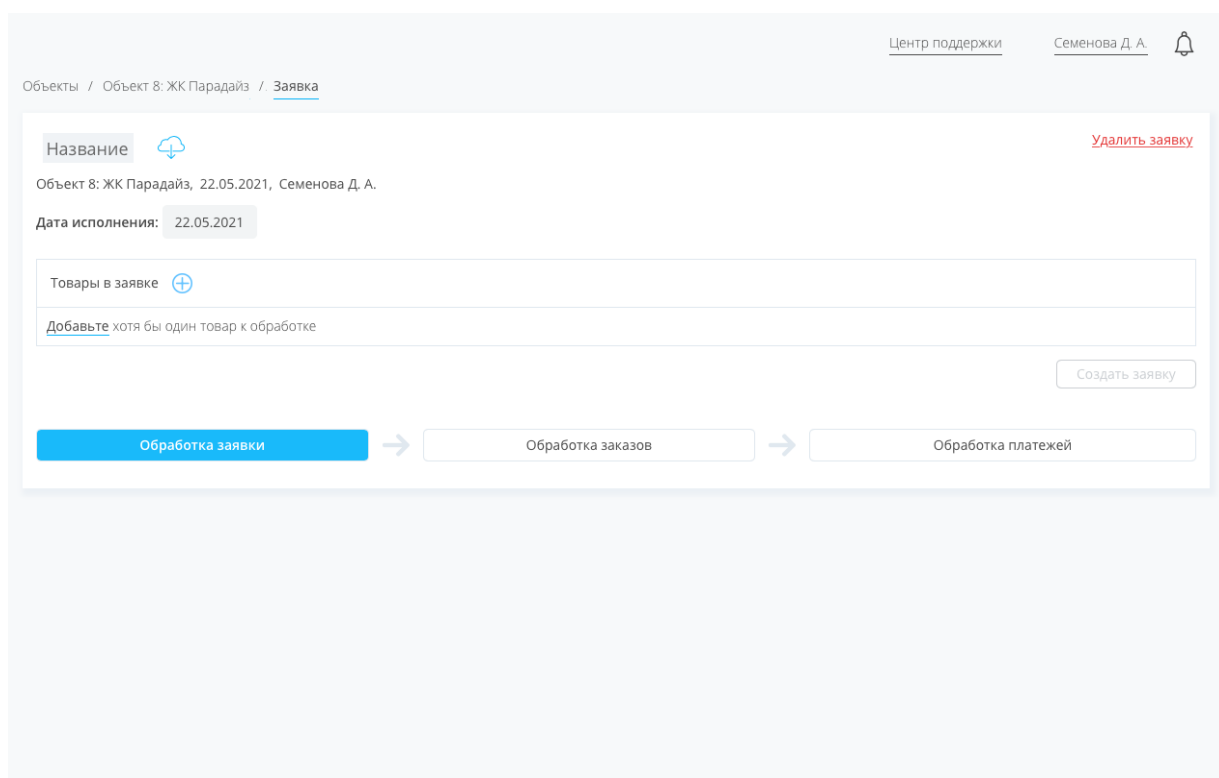 Центр поддержки Семенова Д. А.
Объекты / Объект 8: ЖК Парадайз / Заявка
Название
Удалить заявку
Объект 8: ЖК Парадайз, 22.05.2021, Семенова Д. А.
Дата исполнения: 22.05.2021
Товары в заявке
Добавьте хотя бы один товар к обработке
Создать заявку
Обработка заявки Обработка заказов Обработка платежей